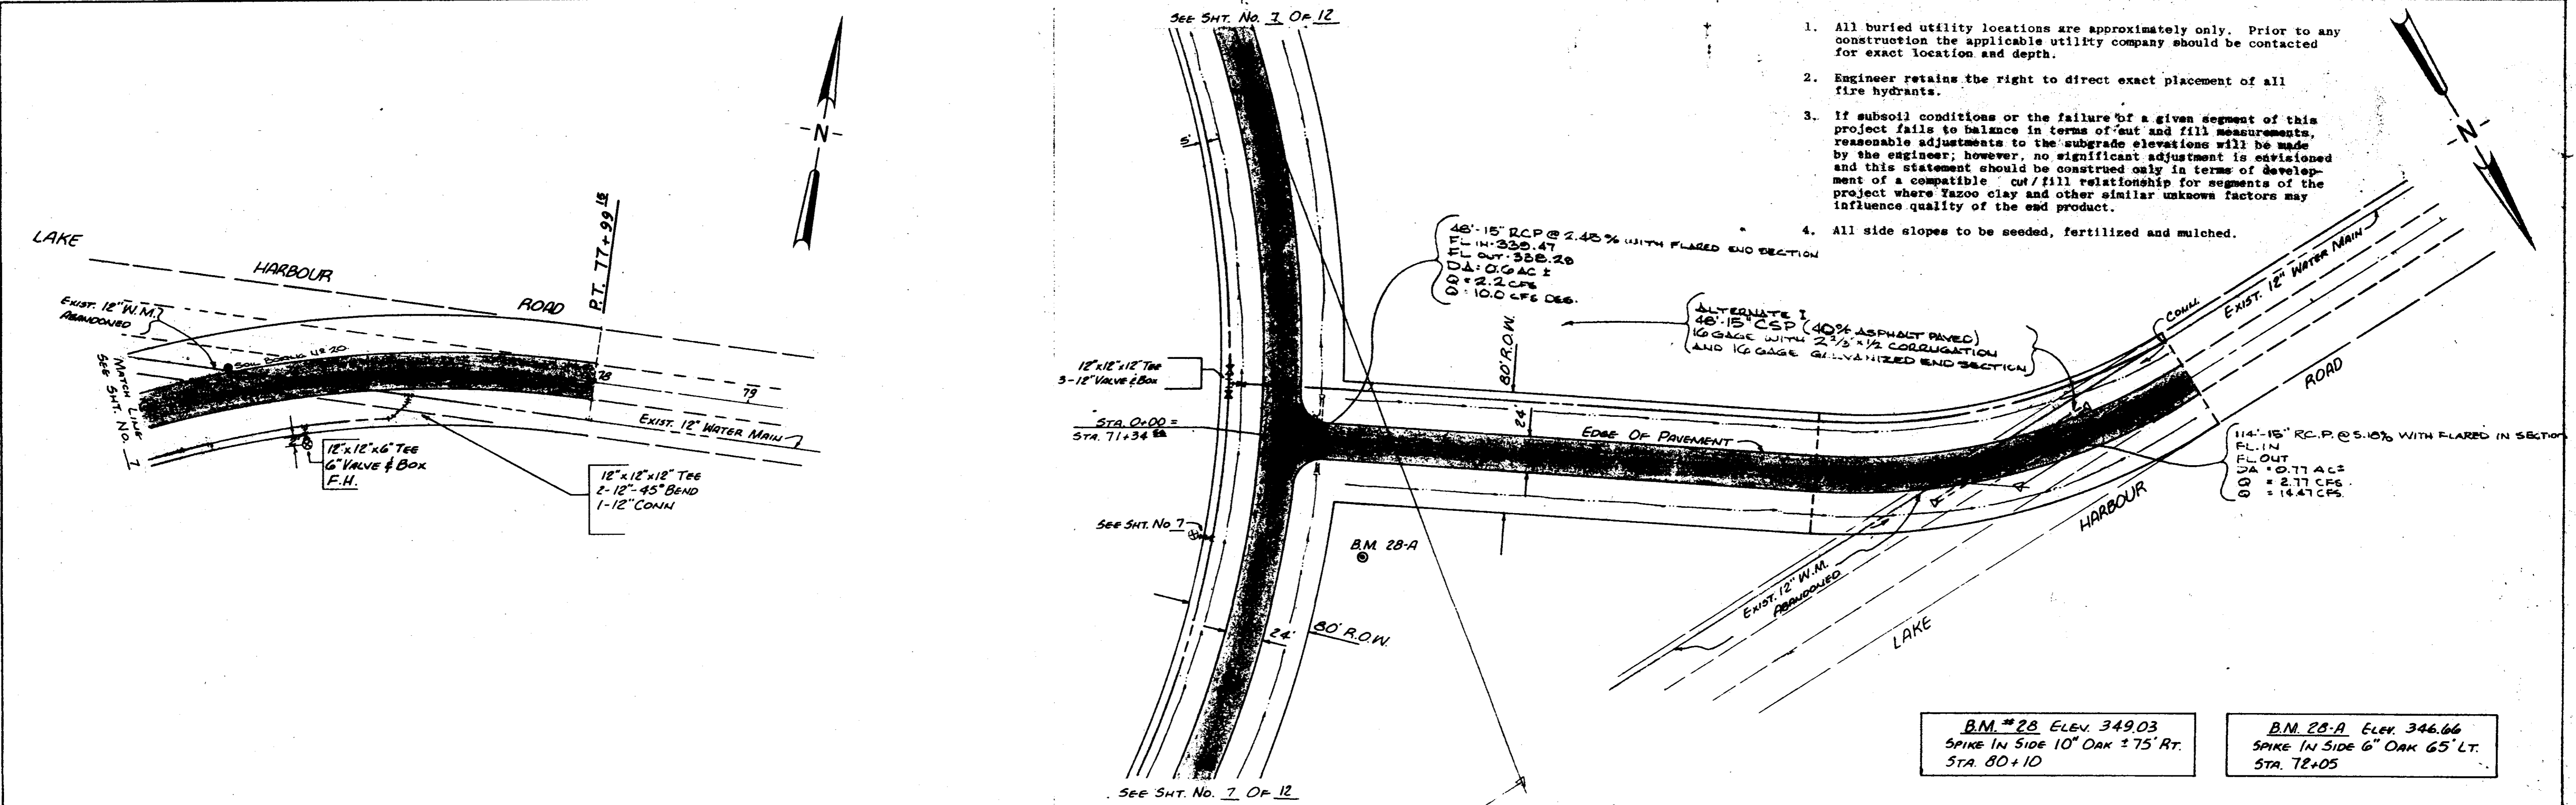 LAKE
HARBOUR
ROAD
P.T. 77+99 16
N
EXIST. 12" W.M.
ABANDONED
SOIL BORING Nº 20
MATCH LINE
SEE SHT. NO. 7
78
79
EXIST. 12" WATER MAIN
12"x12"x6" TEE
6" VALVE & BOX
F.H.
12"x12"x12" TEE
2-12"-45° BEND
1-12" CONN
SEE SHT. NO. 7 OF 12
5'
12"x12"x12" TEE
3-12" VALVE & BOX
STA. 0+00 =
STA. 71+34
SEE SHT. NO 7
24'
80' R.O.W.
SEE SHT. NO. 7 OF 12
48'-15" RCP @ 2.48% WITH FLARED END SECTION
FL IN-339.47
FL OUT-338.28
DA: 0.6 AC ±
Q = 2.2 CFS
Q = 10.0 CFS DES.
ALTERNATE I
48'-15" CSP (40% ASPHALT PAVED)
16 GAGE WITH 2 2/3" x 1/2 CORRUGATION
AND 16 GAGE GALVANIZED END SECTION
80' R.O.W.
24'
EDGE OF PAVEMENT
B.M. 28-A
1. All buried utility locations are approximately only. Prior to any
construction the applicable utility company should be contacted
for exact location and depth.
2. Engineer retains the right to direct exact placement of all
fire hydrants.
3. If subsoil conditions or the failure of a given segment of this
project fails to balance in terms of cut and fill measurements,
reasonable adjustments to the subgrade elevations will be made
by the engineer; however, no significant adjustment is envisioned
and this statement should be construed only in terms of develop-
ment of a compatible cut/fill relationship for segments of the
project where Yazoo clay and other similar unknown factors may
influence quality of the end product.
4. All side slopes to be seeded, fertilized and mulched.
N
CONN.
EXIST. 12" WATER MAIN
ROAD
HARBOUR
LAKE
114'-15" R.C.P. @ 5.18% WITH FLARED IN SECTION
FL. IN
FL OUT
DA = 0.77 AC±
Q = 2.77 CFS.
Q = 14.47 CFS.
EXIST. 12" W.M.
ABANDONED
B.M. #28 ELEV. 349.03
SPIKE IN SIDE 10" OAK ± 75' RT.
STA. 80+10
B.M. 28-A ELEV. 346.66
SPIKE IN SIDE 6" OAK 65' LT.
STA. 72+05